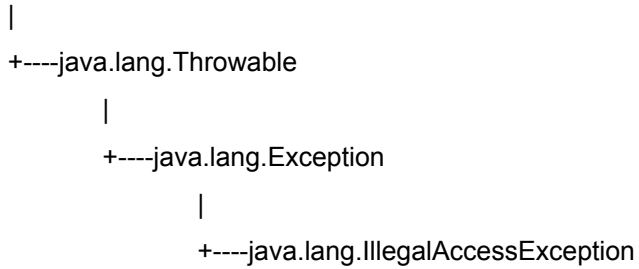 |
+----java.lang.Throwable
|
+----java.lang.Exception
|
+----java.lang.IllegalAccessException